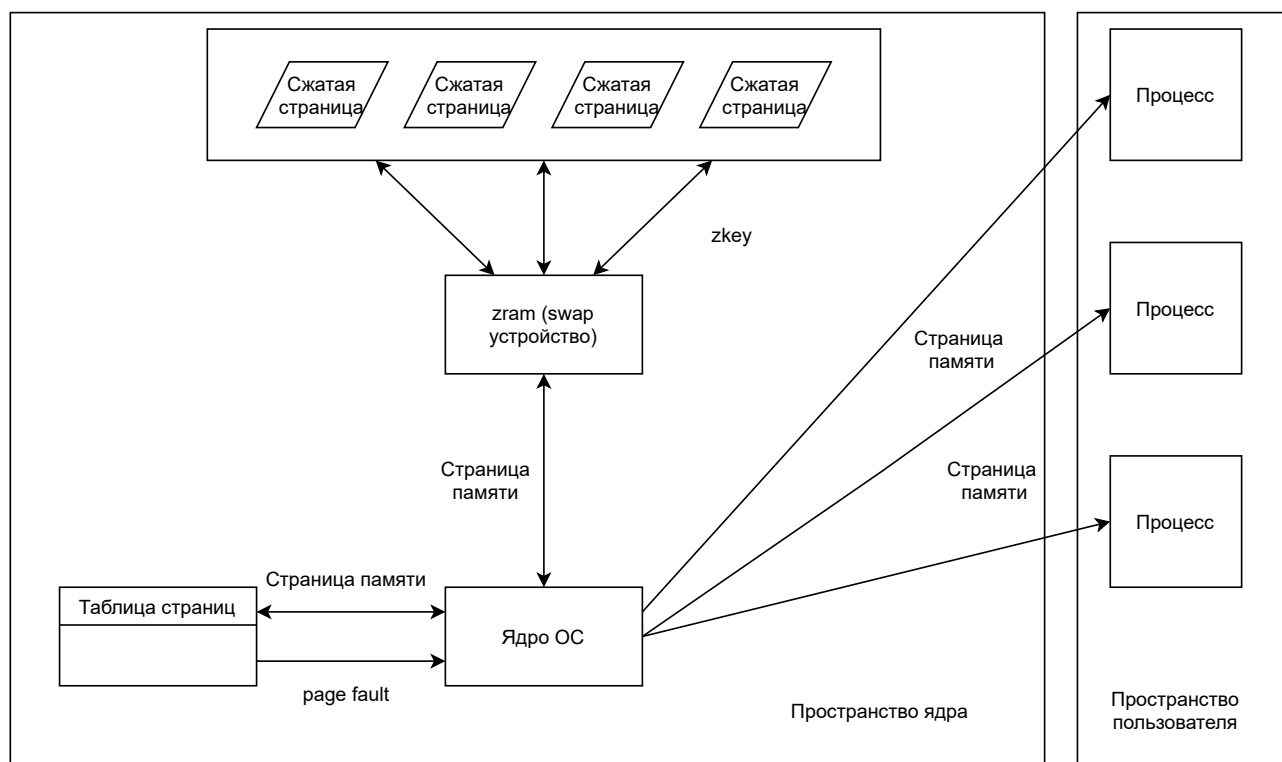 Сжатая
страница
Сжатая
страница
Сжатая
страница
Сжатая
страница
Процесс
zkey
zram (swap
устройство)
Процесс
Страница
памяти
Страница
памяти
Страница
памяти
Процесс
Страница памяти
Таблица страниц
Ядро ОС
page fault
Пространство ядра
Пространство
пользователя